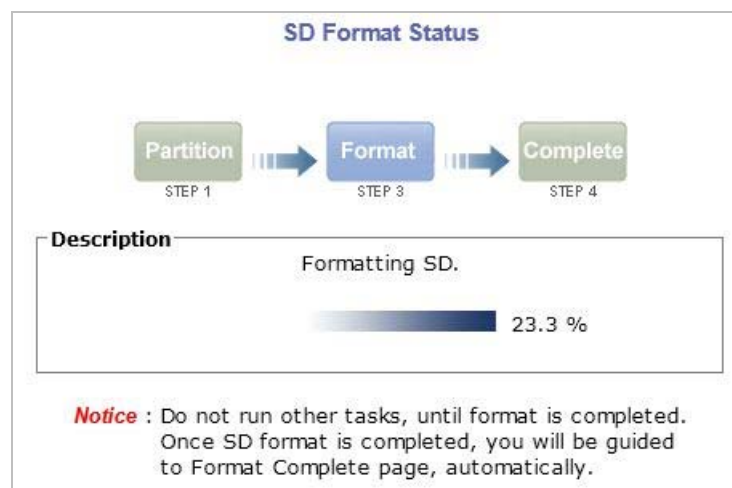 SD Format Status
Partition
Format
Complete
STEP 1
STEP 3
STEP 4
Description
Formatting SD.
23.3 %
Notice : Do not run other tasks, until format is completed.
Once SD format is completed, you will be guided
to Format Complete page, automatically.